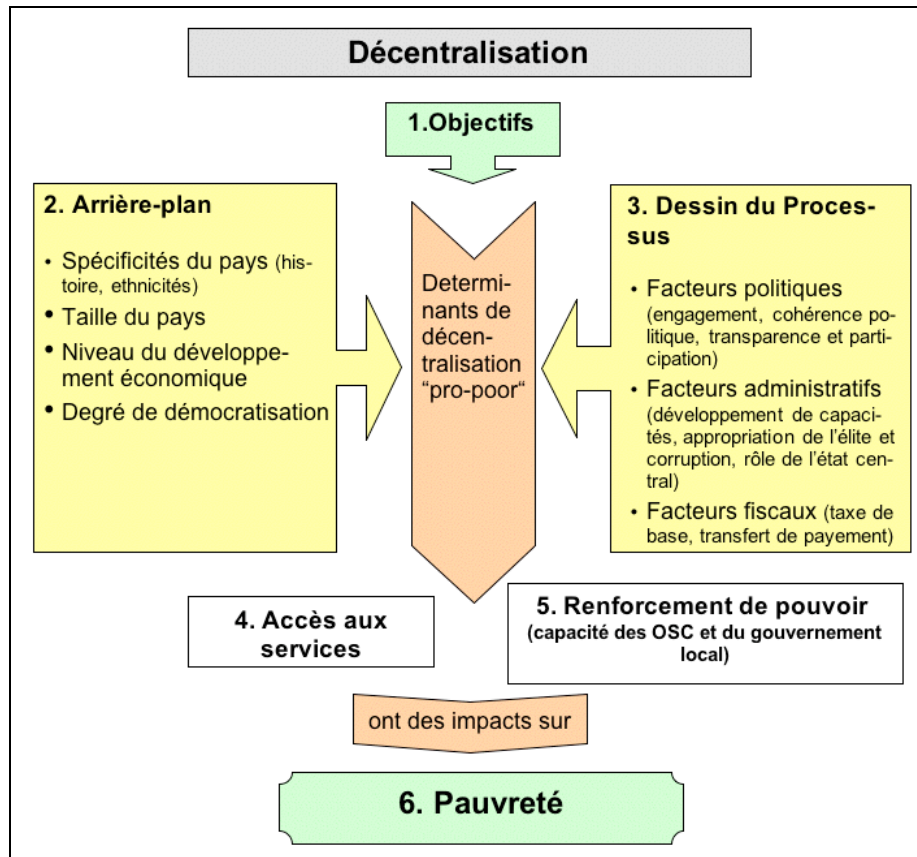 Décentralisation
1.Objectifs
2. Arrière-plan
• Spécificités du pays (his-
toire, ethnicités)
• Taille du pays
• Niveau du développe-
ment économique
• Degré de démocratisation
Determi-
nants de
décen-
tralisation
“pro-poor“
3. Dessin du Proces-
sus
• Facteurs politiques
(engagement, cohérence po-
litique, transparence et parti-
cipation)
• Facteurs administratifs
(développement de capaci-
tés, appropriation de l’élite et
corruption, rôle de l’état cen-
tral)
• Facteurs fiscaux (taxe de
base, transfert de payement)
4. Accès aux
services
5. Renforcement de pouvoir
(capacité des OSC et du gouvernement
local)
ont des impacts sur
6. Pauvreté